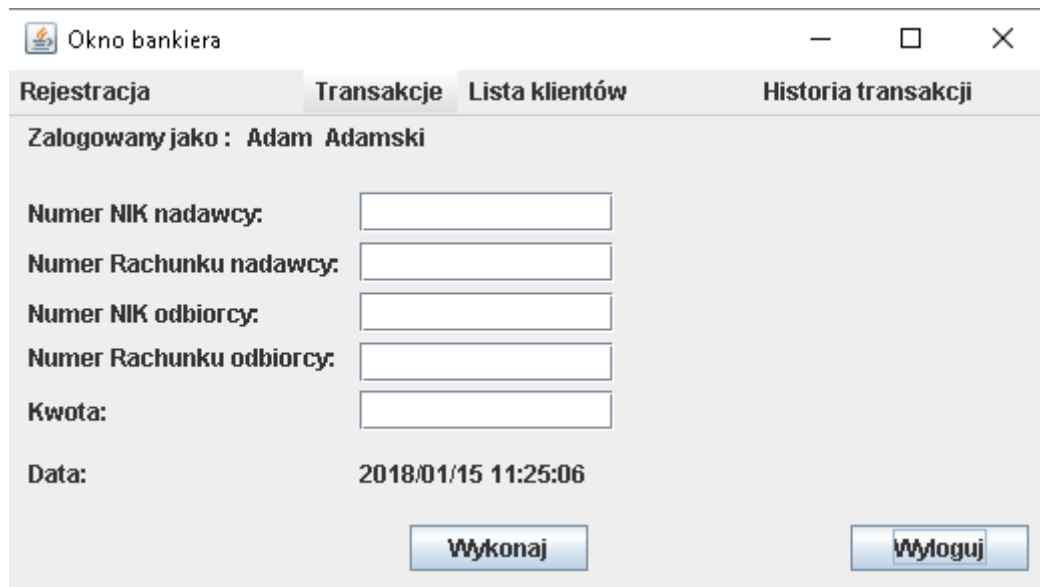 Okno bankiera
Rejestracja Transakcje Lista klientów Historia transakcji
Zalogowany jako : Adam Adamski
Numer NIK nadawcy:
Numer Rachunku nadawcy:
Numer NIK odbiorcy:
Numer Rachunku odbiorcy:
Kwota:
Data: 2018/01/15 11:25:06
Wykonaj Wyloguj